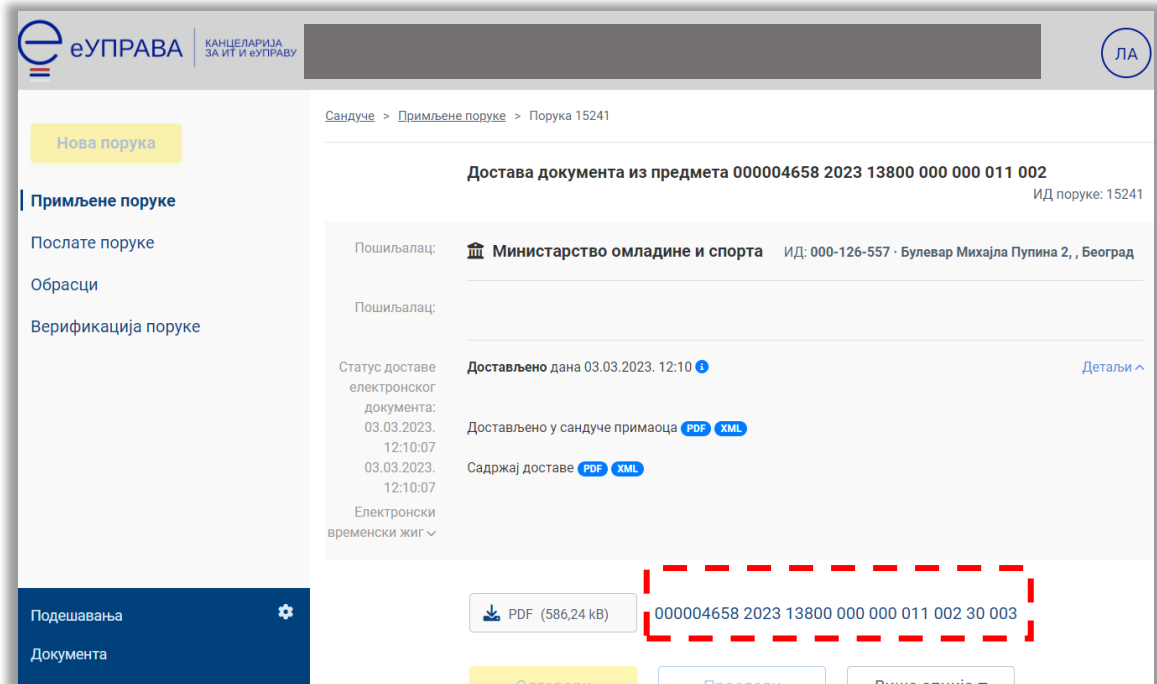 еУПРАВА
КАНЦЕЛАРИЈА
ЗА ИТ И еУПРАВУ
ЛА
Нова порука
Примљене поруке
Послате поруке
Обрасци
Верификација поруке
Подешавања
Документа
Сандуче > Примљене поруке > Порука 15241
Достава документа из предмета 000004658 2023 13800 000 000 011 002
ИД поруке: 15241
Пошиљалац:
Министарство омладине и спорта ИД: 000-126-557 · Булевар Михајла Пупина 2, , Београд
Пошиљалац:
Статус доставе
електронског
документа:
Достављено дана 03.03.2023. 12:10
Детаљи
03.03.2023.
12:10:07
Достављено у сандуче примаоца PDF XML
03.03.2023.
12:10:07
Садржај доставе PDF XML
Електронски
временски жиг
PDF (586,24 kB)
000004658 2023 13800 000 000 011 002 30 003